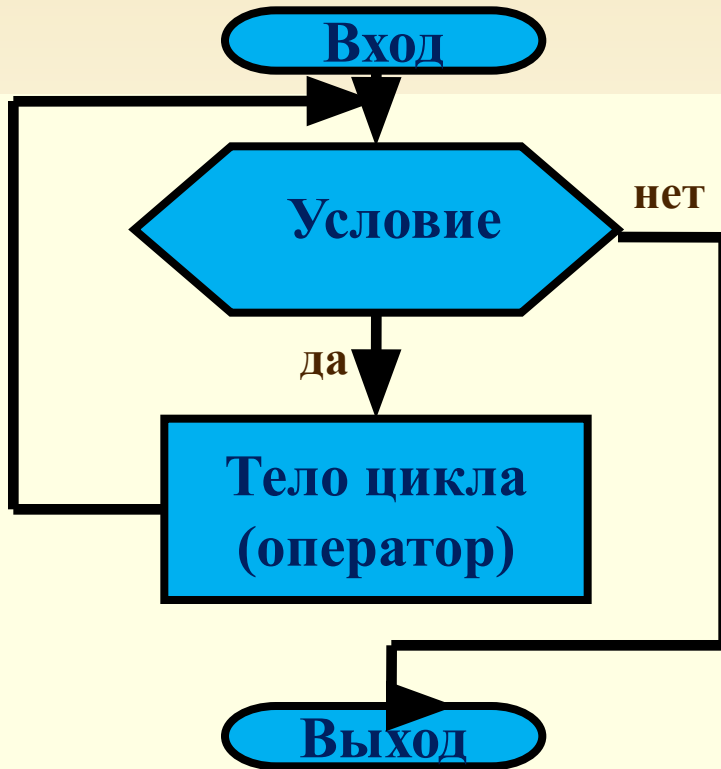 Вход
Условие
нет
да
Тело цикла
(оператор)
Выход